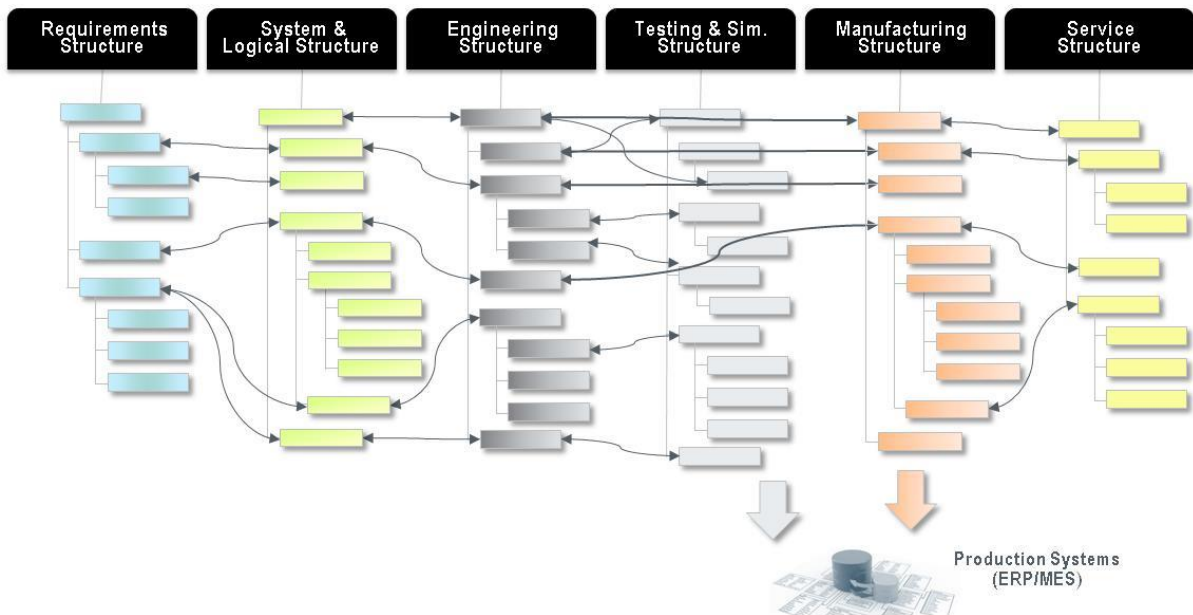 Requirements
Structure
System &
Logical Structure
Engineering
Structure
Testing & Sim.
Structure
Manufacturing
Structure
Service
Structure
Production Systems
(ERP/MES)